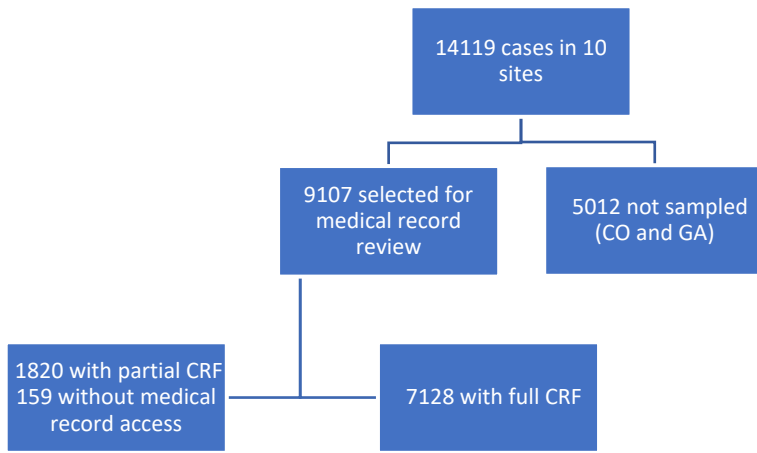 14119 cases in 10
sites
9107 selected for
medical record
review
5012 not sampled
(CO and GA)
1820 with partial CRF
159 without medical
record access
7128 with full CRF